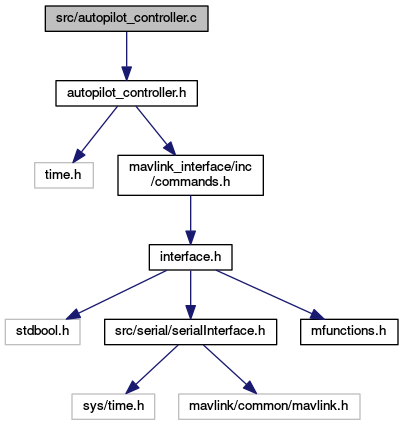 src/autopilot_controller.c
autopilot_controller.h
time.h
mavlink_interface/inc
/commands.h
interface.h
stdbool.h
src/serial/serialInterface.h
mfunctions.h
sys/time.h
mavlink/common/mavlink.h